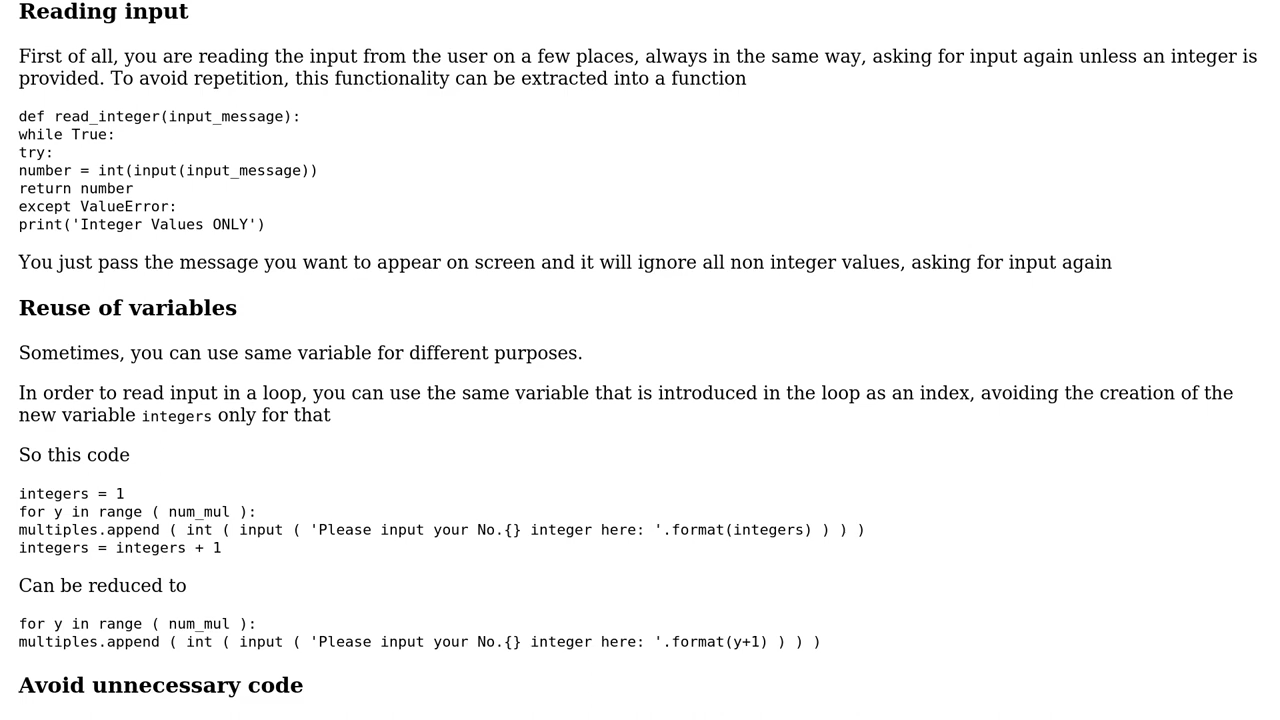 Reading input
First of all, you are reading the input from the user on a few places, always in the same way, asking for input again unless an integer is
provided. To avoid repetition, this functionality can be extracted into a function
def read_integer(input_message):
while True:
try:
number = int(input(input_message))
return number
except ValueError:
print('Integer Values ONLY')
You just pass the message you want to appear on screen and it will ignore all non integer values, asking for input again
Reuse of variables
Sometimes, you can use same variable for different purposes.
In order to read input in a loop, you can use the same variable that is introduced in the loop as an index, avoiding the creation of the
new variable integers only for that
So this code
integers = 1
for y in range ( num_mul ):
multiples.append ( int ( input ( 'Please input your No.{} integer here: '.format(integers) ) ) )
integers = integers + 1
Can be reduced to
for y in range ( num_mul ):
multiples.append ( int ( input ( 'Please input your No.{} integer here: '.format(y+1) ) ) )
Avoid unnecessary code